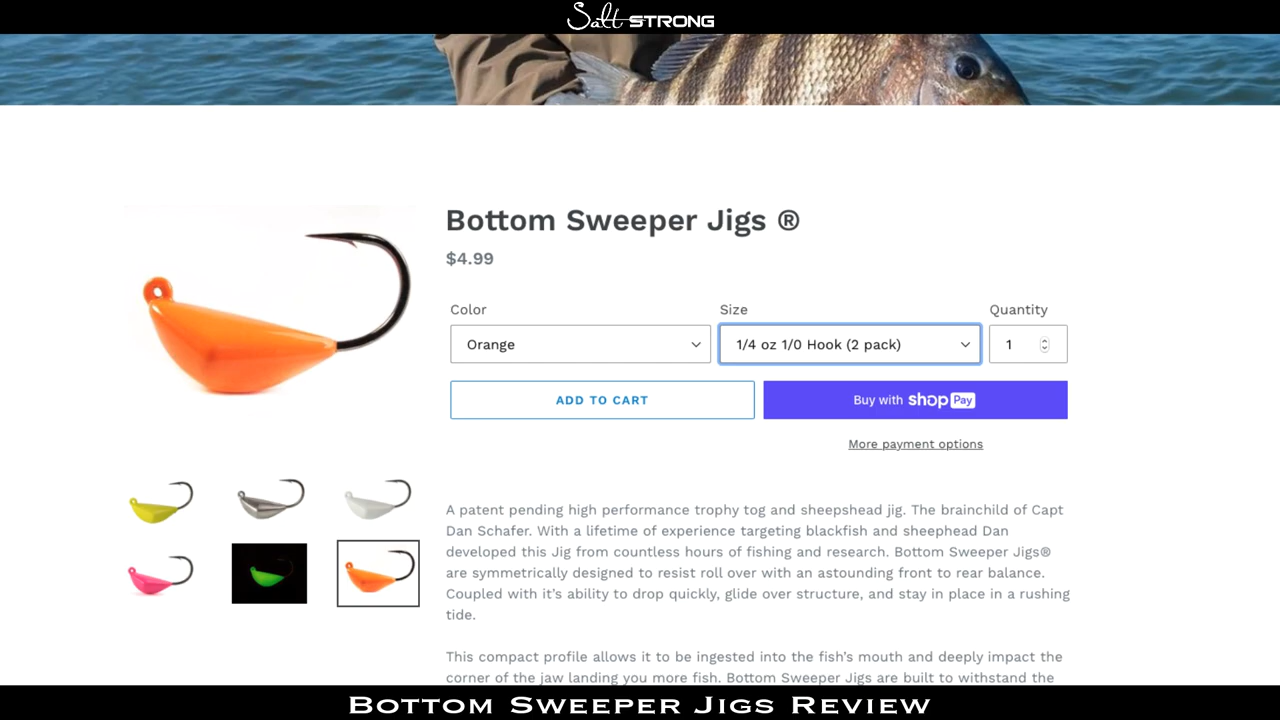 Salt STRONG
Bottom Sweeper Jigs ®
$4.99
Color
Size
Quantity
Orange
1/4 oz 1/0 Hook (2 pack)
1
ADD TO CART
Buy with shop Pay
More payment options
A patent pending high performance trophy tog and sheepshead jig. The brainchild of Capt
Dan Schafer. With a lifetime of experience targeting blackfish and sheephead Dan
developed this Jig from countless hours of fishing and research. Bottom Sweeper Jigs®
are symmetrically designed to resist roll over with an astounding front to rear balance.
Coupled with it’s ability to drop quickly, glide over structure, and stay in place in a rushing
tide.
This compact profile allows it to be ingested into the fish’s mouth and deeply impact the
corner of the jaw landing you more fish. Bottom Sweeper Jigs are built to withstand the
Bottom Sweeper Jigs Review